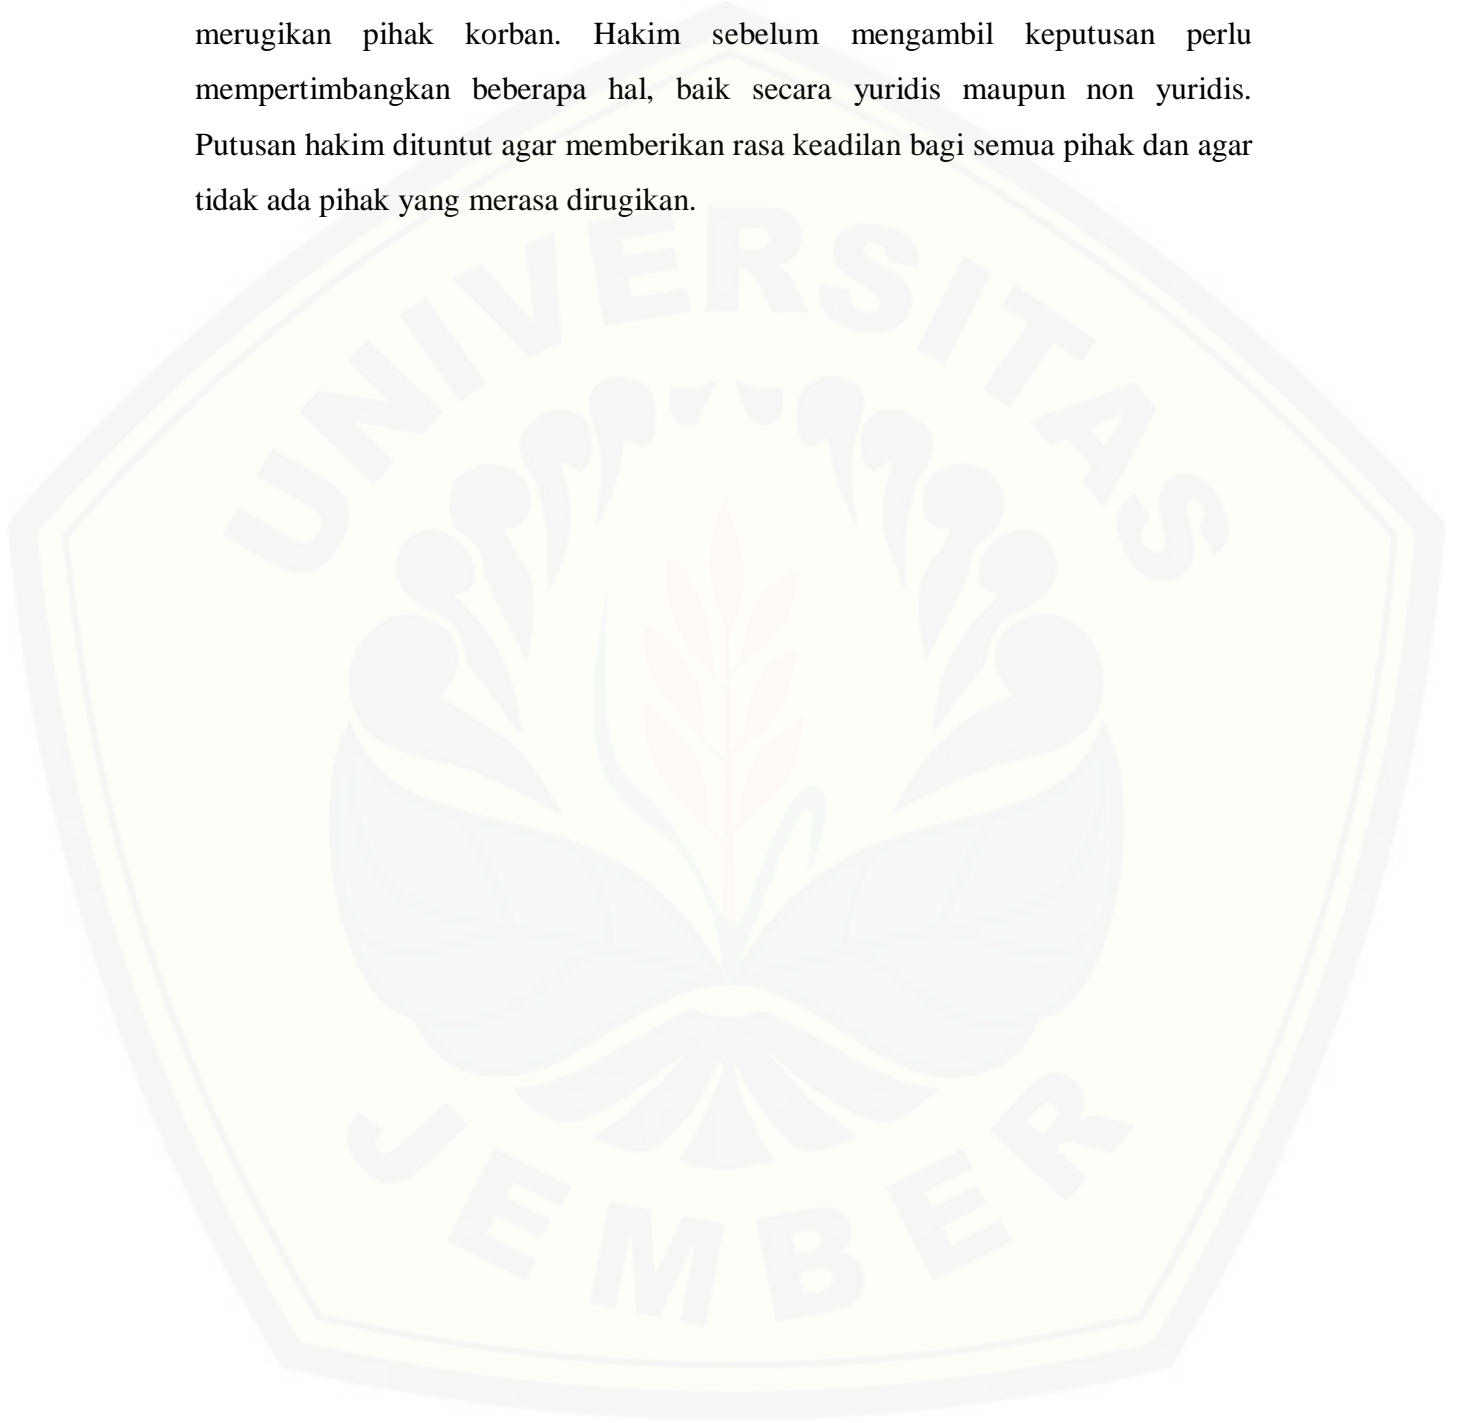 merugikan pihak korban. Hakim sebelum mengambil keputusan perlu
mempertimbangkan beberapa hal, baik secara yuridis maupun non yuridis.
Putusan hakim dituntut agar memberikan rasa keadilan bagi semua pihak dan agar
tidak ada pihak yang merasa dirugikan.
UNIVERSITAS
JEMBER